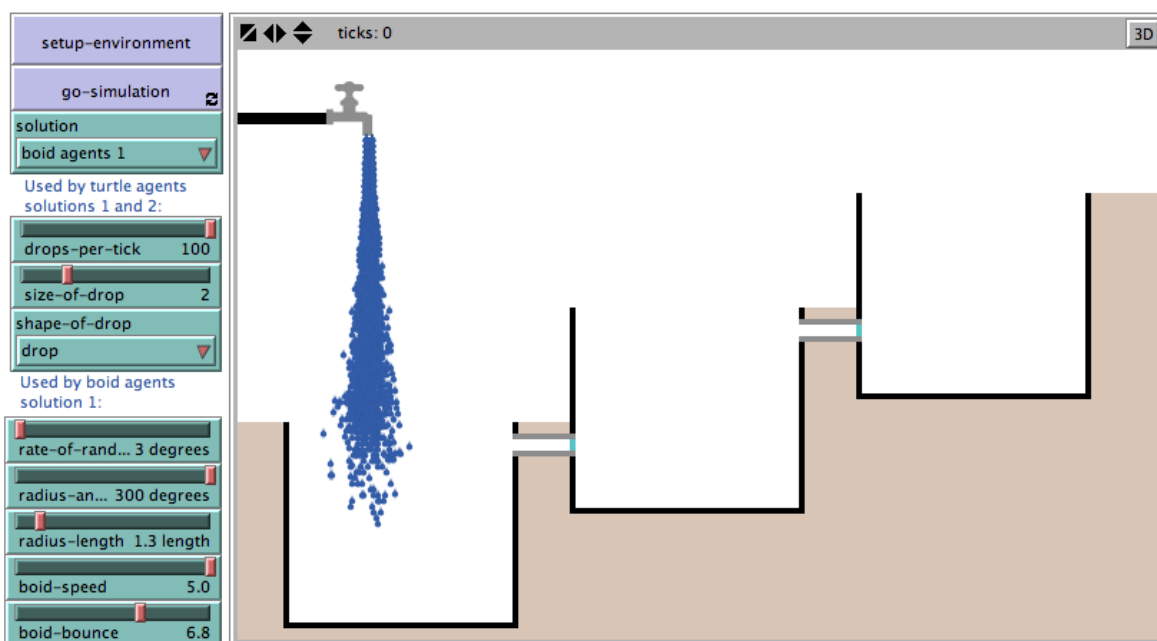 setup-environment
go-simulation
solution
boid agents 1
Used by turtle agents
solutions 1 and 2:
drops-per-tick 100
size-of-drop 2
shape-of-drop
drop
Used by boid agents
solution 1:
rate-of-rand... 3 degrees
radius-an... 300 degrees
radius-length 1.3 length
boid-speed 5.0
boid-bounce 6.8
ticks: 0
3D